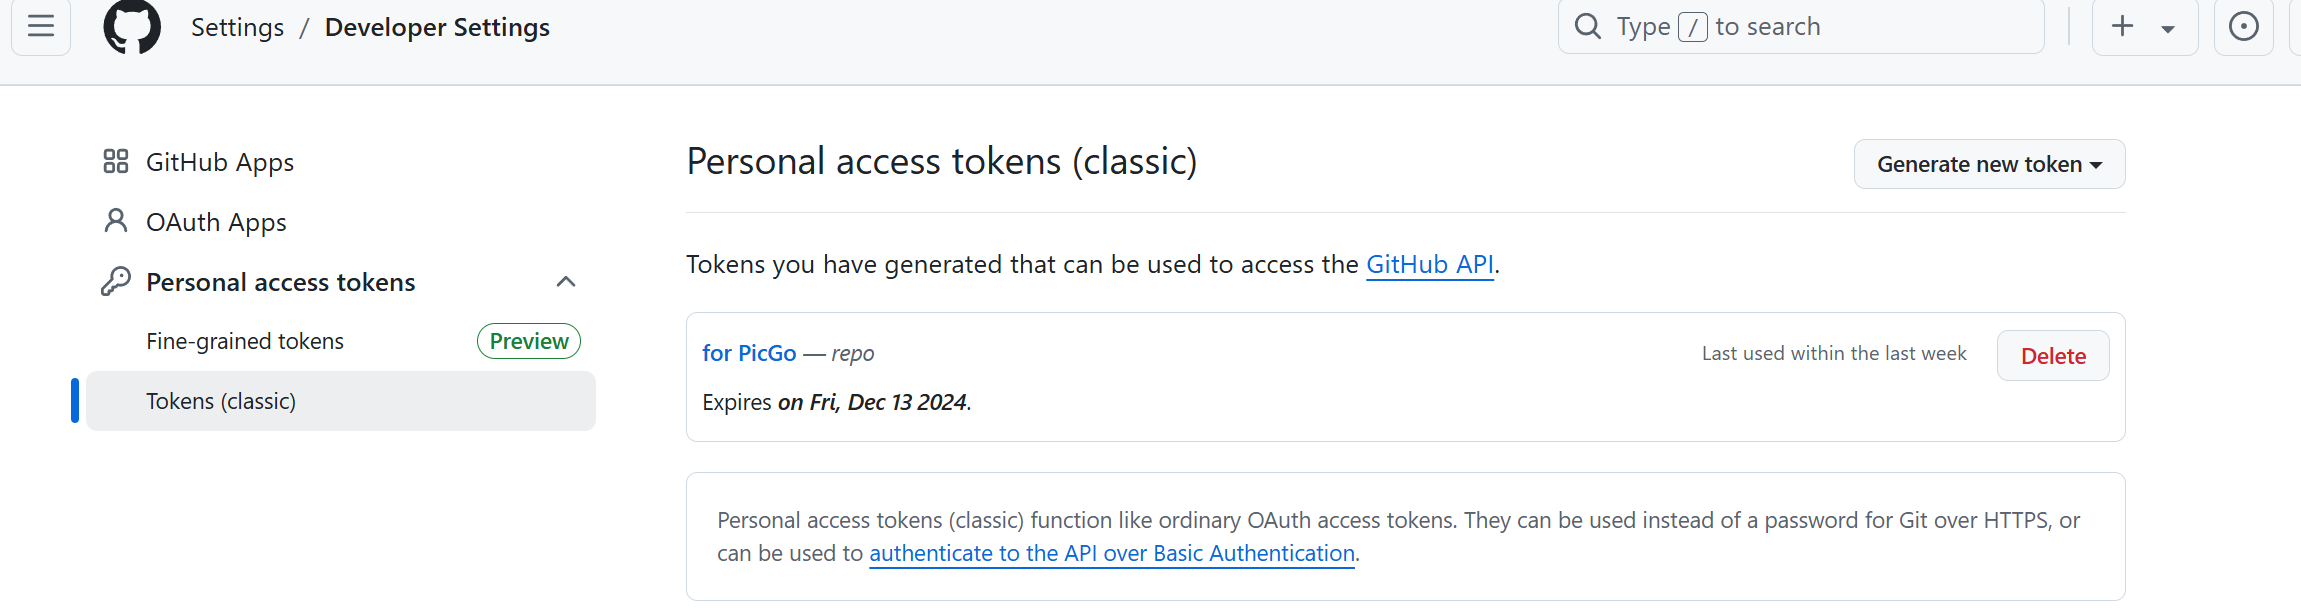 Settings / Developer Settings
Type / to search
GitHub Apps
OAuth Apps
Personal access tokens
Fine-grained tokens Preview
Tokens (classic)
Personal access tokens (classic)
Generate new token
Tokens you have generated that can be used to access the GitHub API.
for PicGo — repo
Last used within the last week
Delete
Expires on Fri, Dec 13 2024.
Personal access tokens (classic) function like ordinary OAuth access tokens. They can be used instead of a password for Git over HTTPS, or
can be used to authenticate to the API over Basic Authentication.